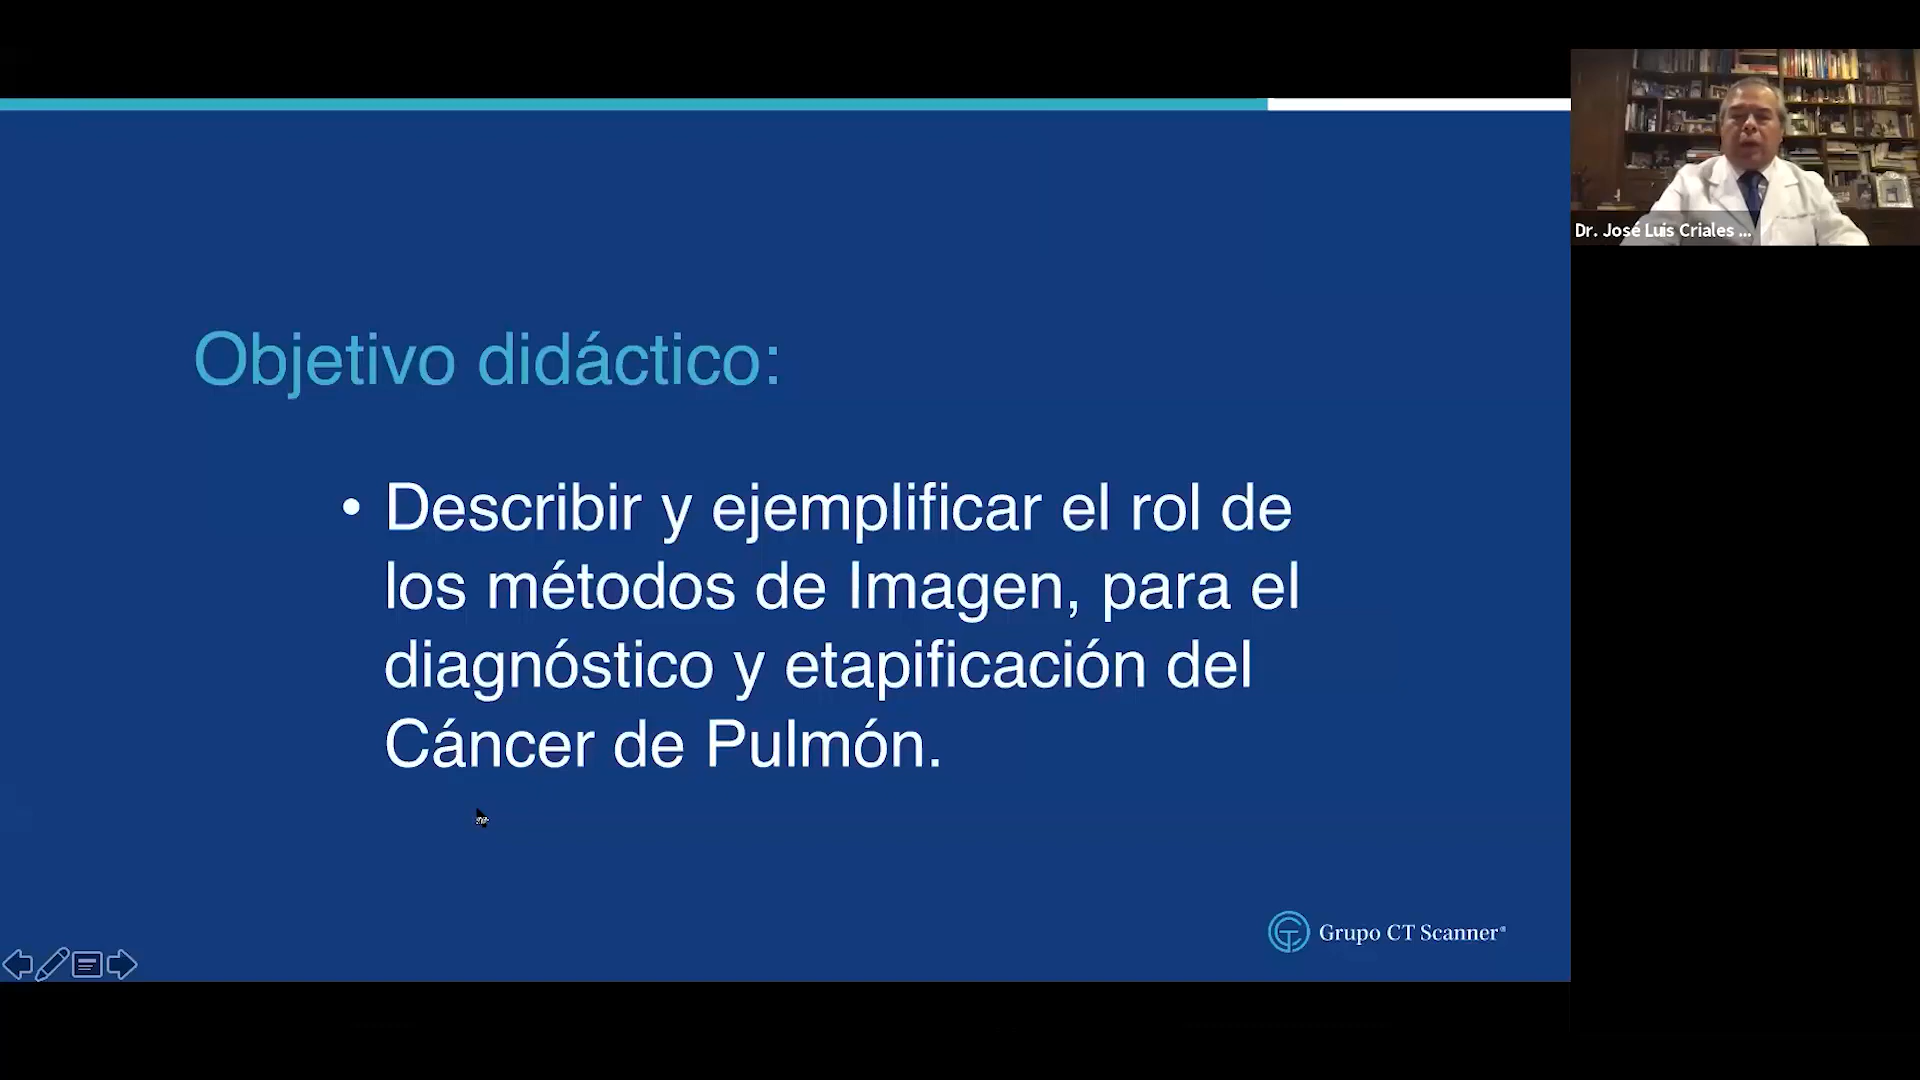 Dr. José Luis Criales ...
Objetivo didáctico:
• Describir y ejemplificar el rol de
los métodos de Imagen, para el
diagnóstico y etapificación del
Cáncer de Pulmón.
Grupo CT Scanner®